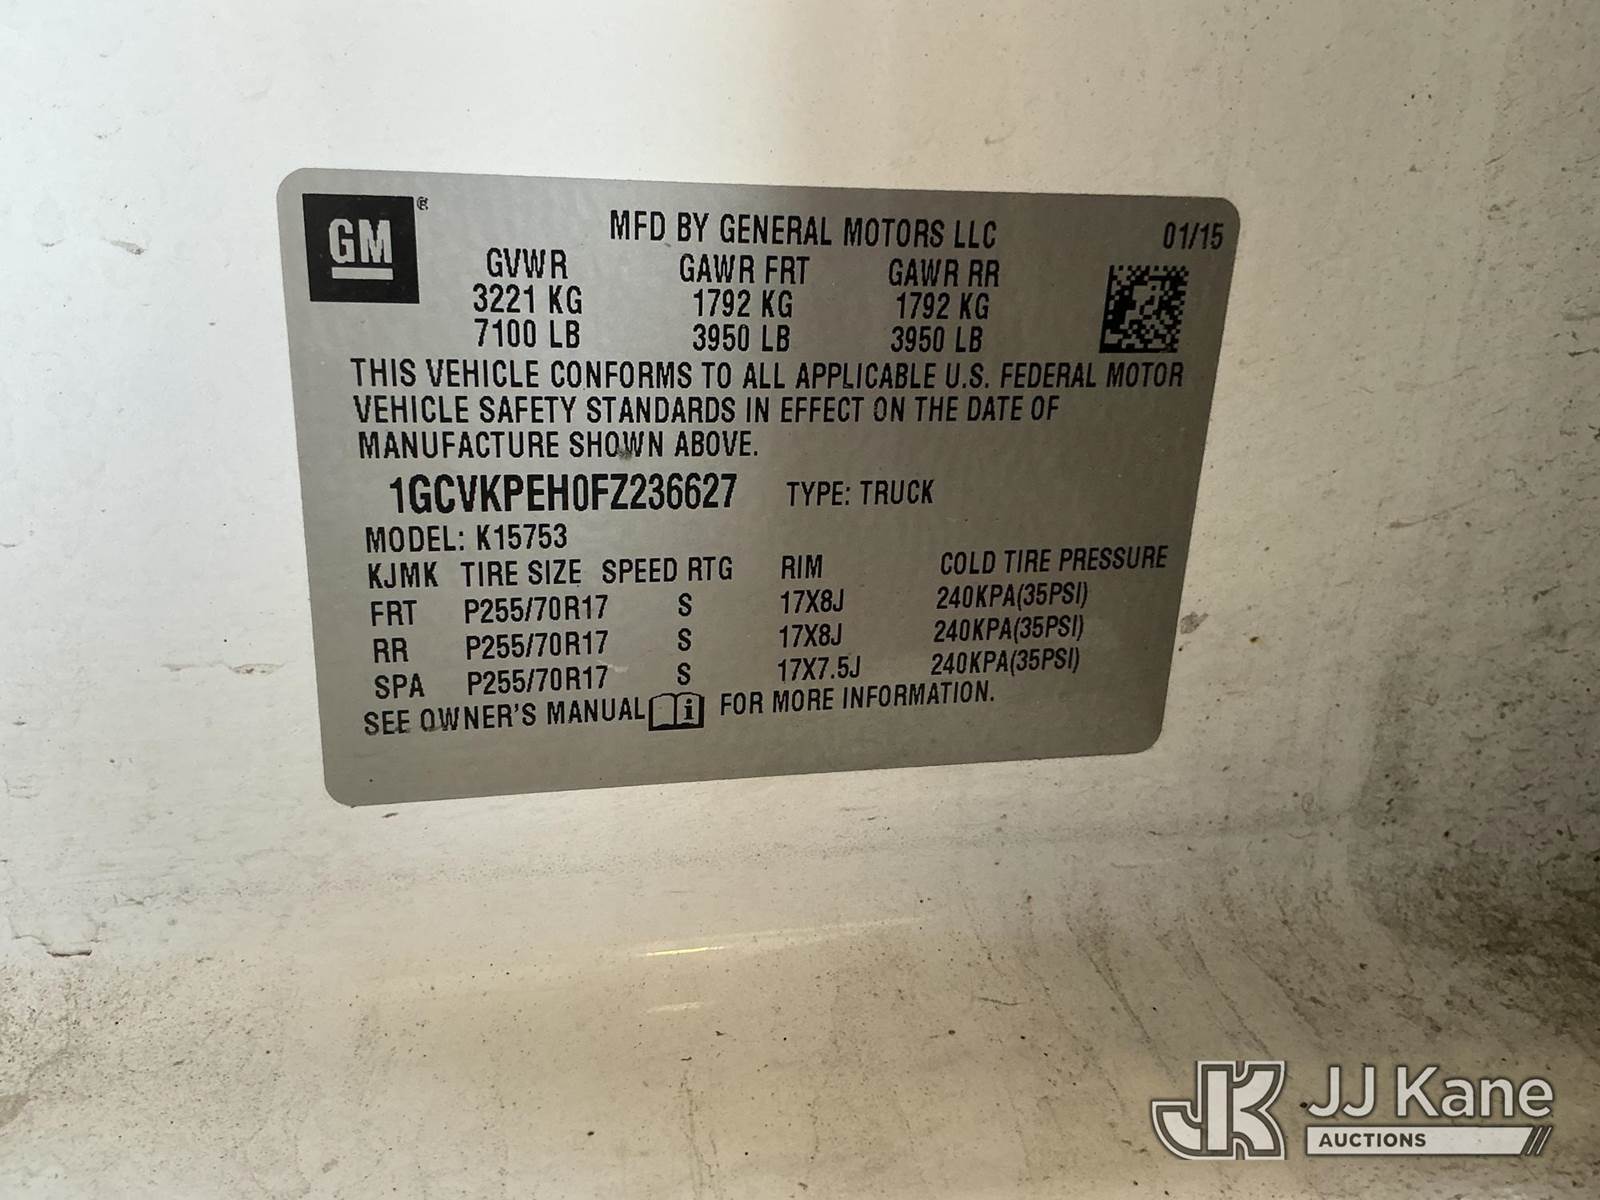 GM®
MFD BY GENERAL MOTORS LLC 01/15
GVWR GAWR FRT GAWR RR
3221 KG 1792 KG 1792 KG
7100 LB 3950 LB 3950 LB
THIS VEHICLE CONFORMS TO ALL APPLICABLE U.S. FEDERAL MOTOR
VEHICLE SAFETY STANDARDS IN EFFECT ON THE DATE OF
MANUFACTURE SHOWN ABOVE.
1GCVKPEH0FZ236627 TYPE: TRUCK
MODEL: K15753
KJMK TIRE SIZE SPEED RTG RIM COLD TIRE PRESSURE
FRT P255/70R17 S 17X8J 240KPA(35PSI)
RR P255/70R17 S 17X8J 240KPA(35PSI)
SPA P255/70R17 S 17X7.5J 240KPA(35PSI)
SEE OWNER'S MANUAL i FOR MORE INFORMATION.
JK JJ Kane
AUCTIONS